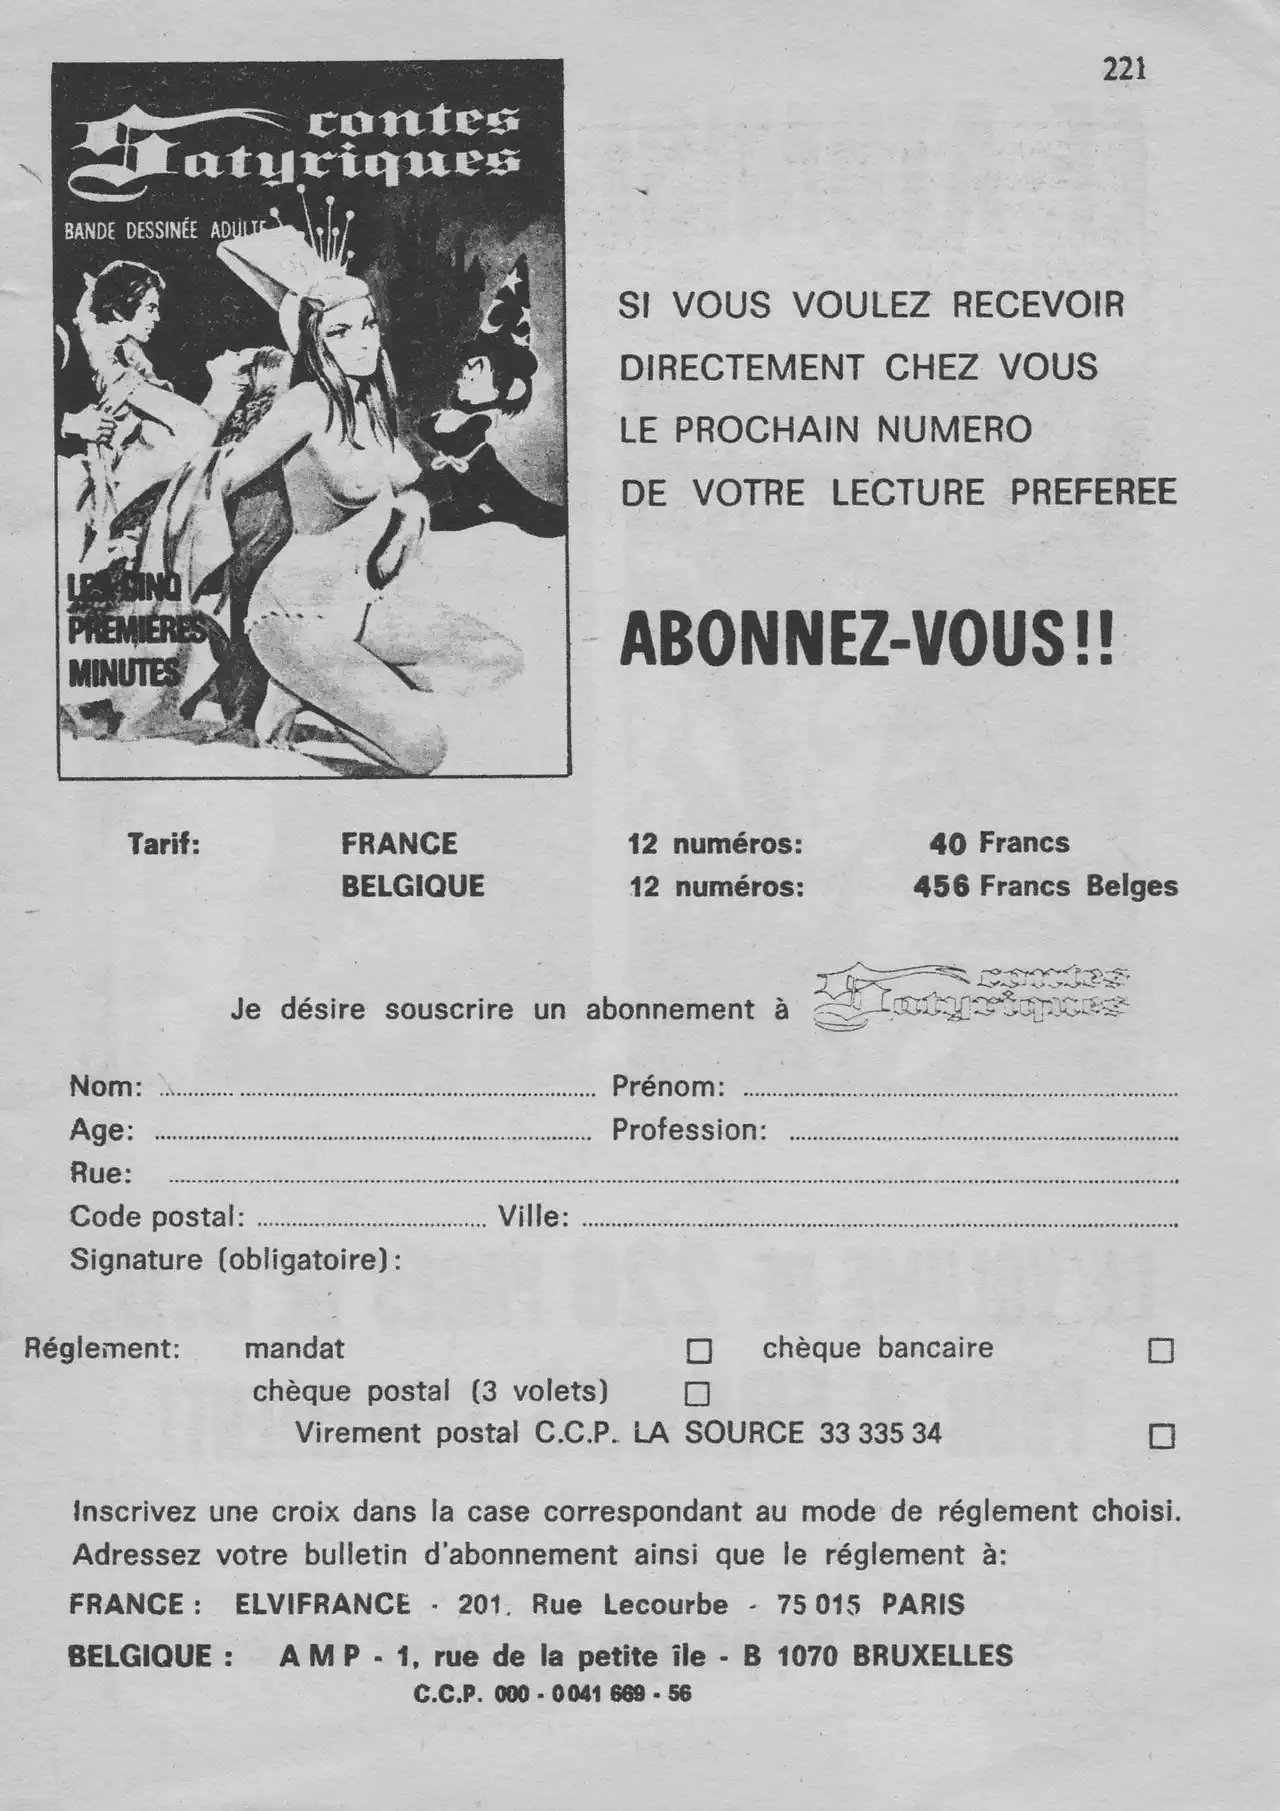 221
contes
Satyriques
BANDE DESSINÉE ADULTE
LES CINQ
PREMIERES
MINUTES
SI VOUS VOULEZ RECEVOIR
DIRECTEMENT CHEZ VOUS
LE PROCHAIN NUMERO
DE VOTRE LECTURE PREFEREE
ABONNEZ-VOUS!!
Tarif: FRANCE 12 numéros: 40 Francs
BELGIQUE 12 numéros: 456 Francs Belges
Je désire souscrire un abonnement à contes Satyriques
Nom: Prénom:
Age: Profession:
Rue:
Code postal: Ville:
Signature (obligatoire):
Réglement: mandat □ chèque bancaire □
chèque postal (3 volets) □
Virement postal C.C.P. LA SOURCE 33 335 34 □
Inscrivez une croix dans la case correspondant au mode de réglement choisi.
Adressez votre bulletin d'abonnement ainsi que le réglement à:
FRANCE : ELVIFRANCE - 201, Rue Lecourbe - 75 015 PARIS
BELGIQUE : A M P - 1, rue de la petite île - B 1070 BRUXELLES
C.C.P. 000 - 0041 669 - 56